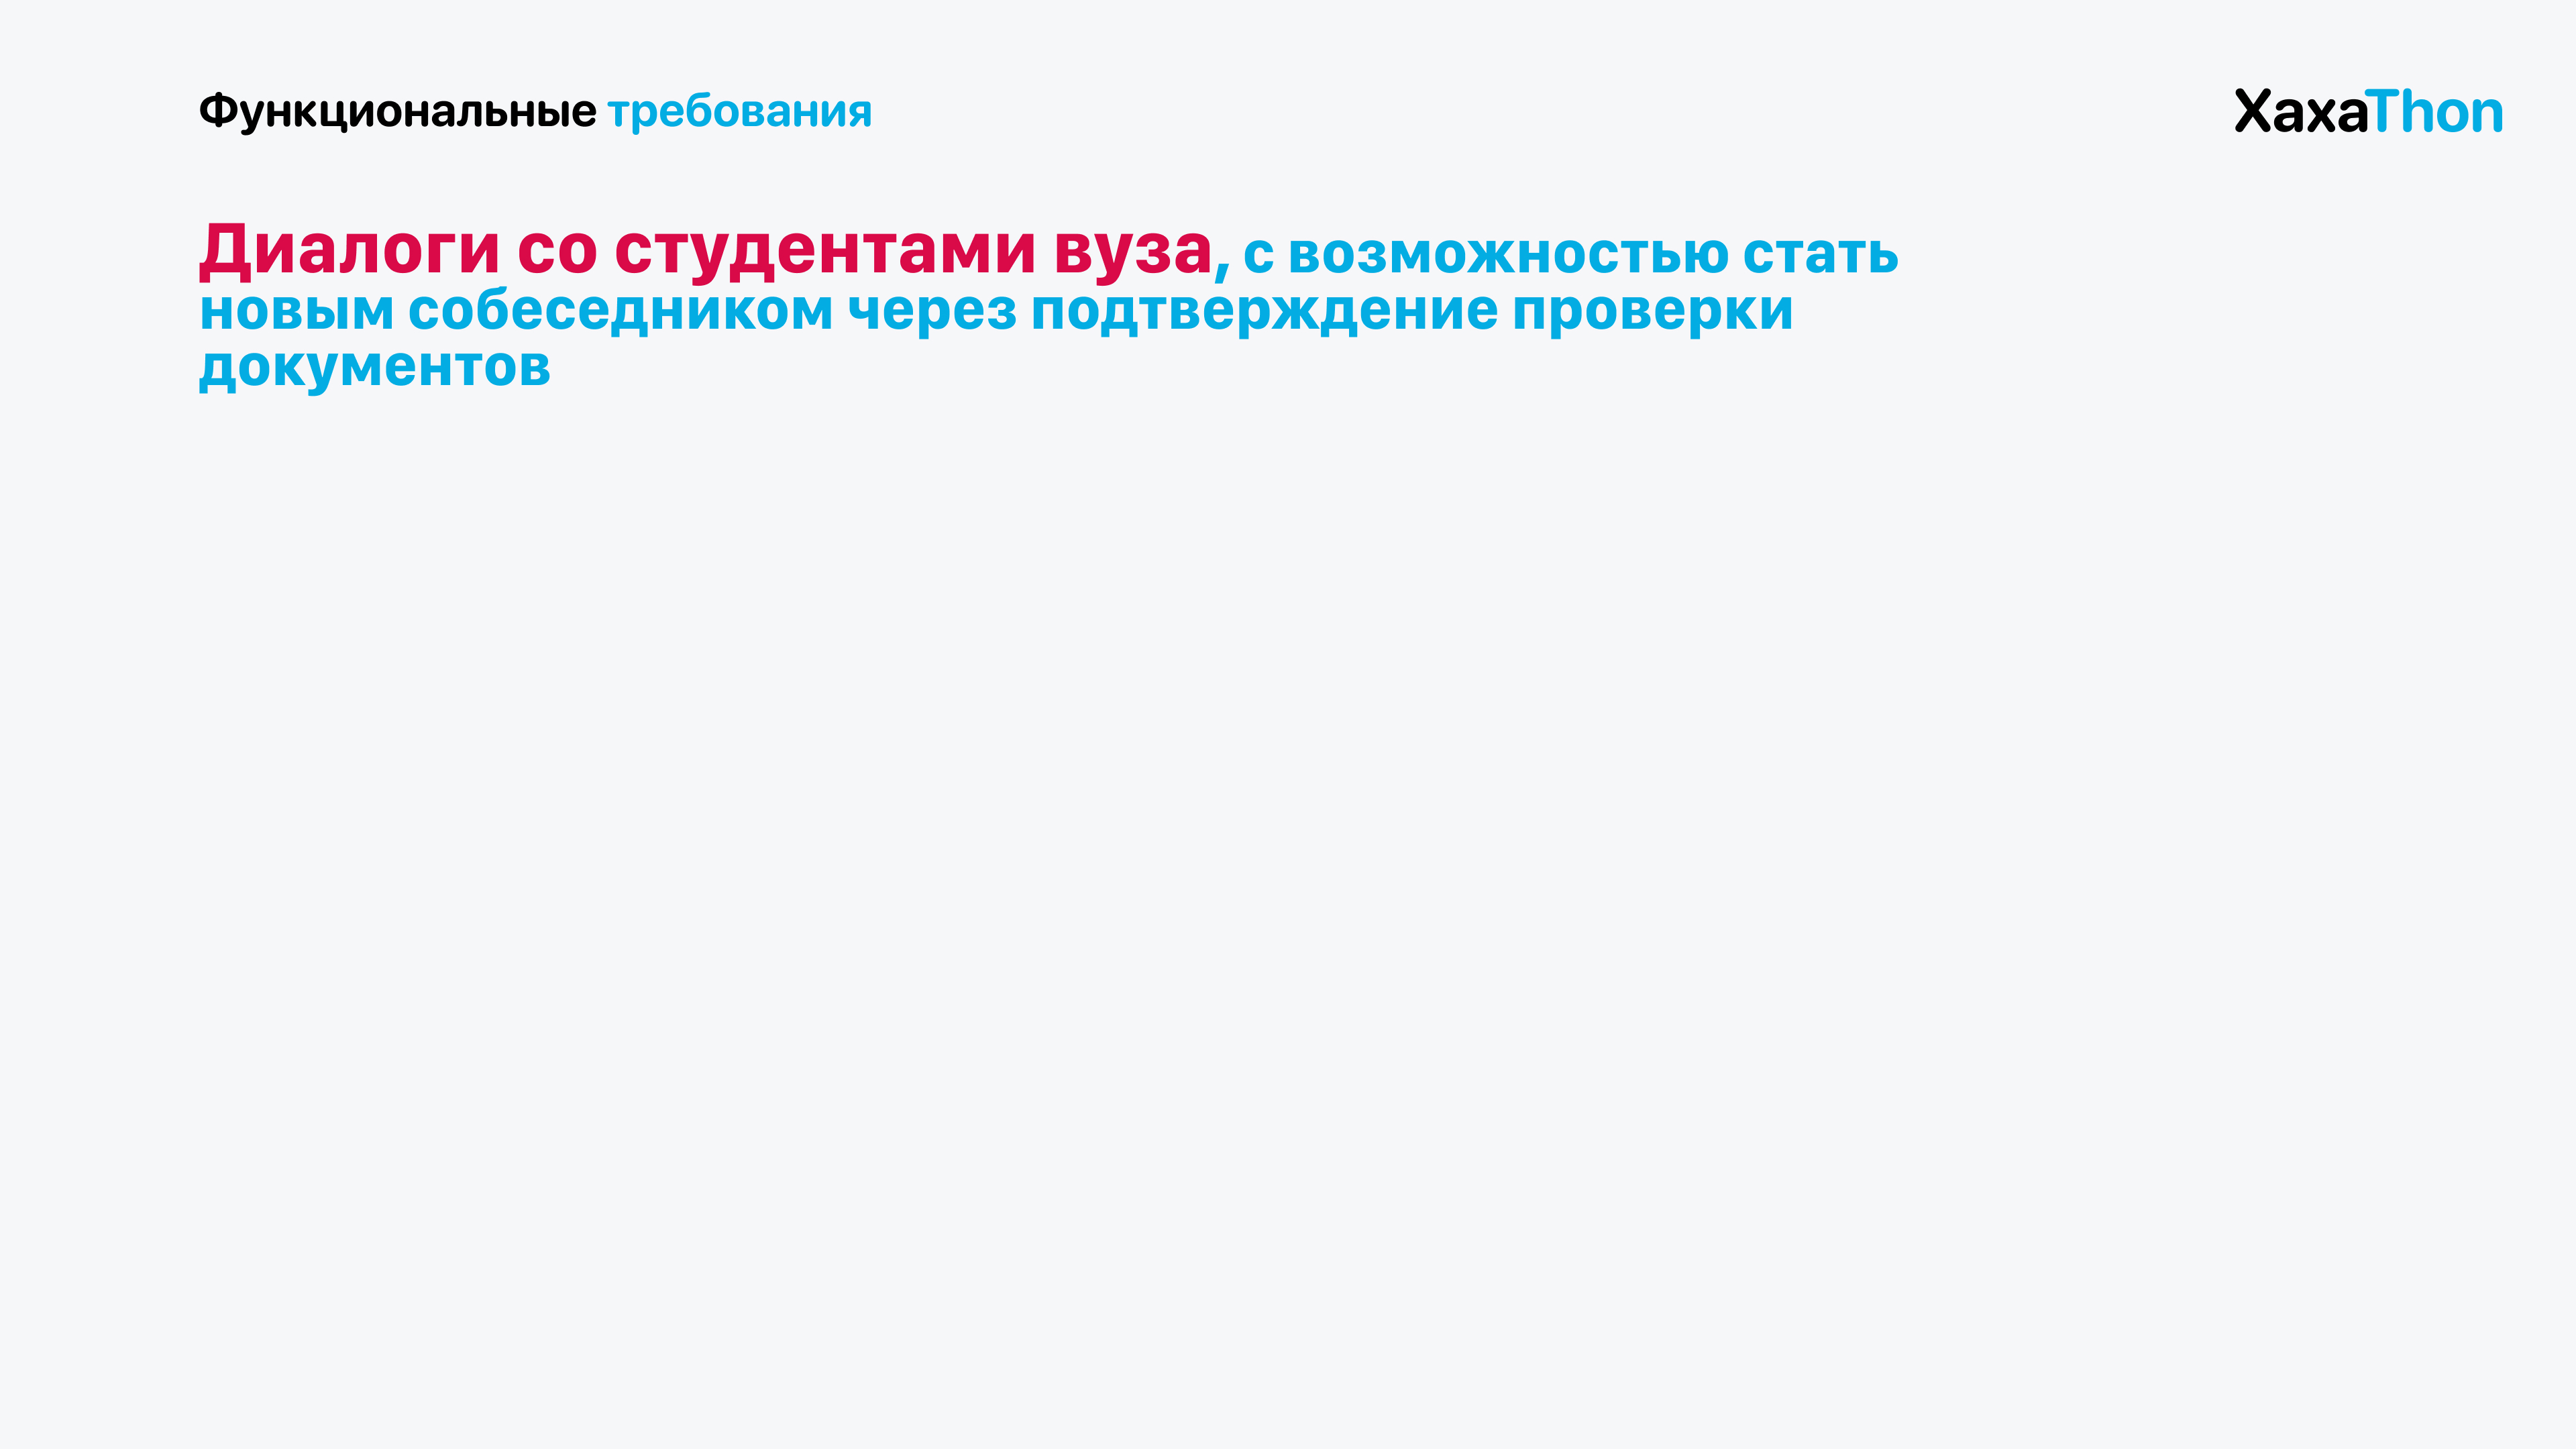 Функциональные требования
ХахаThon
Диалоги со студентами вуза, с возможностью стать
новым собеседником через подтверждение проверки
документов